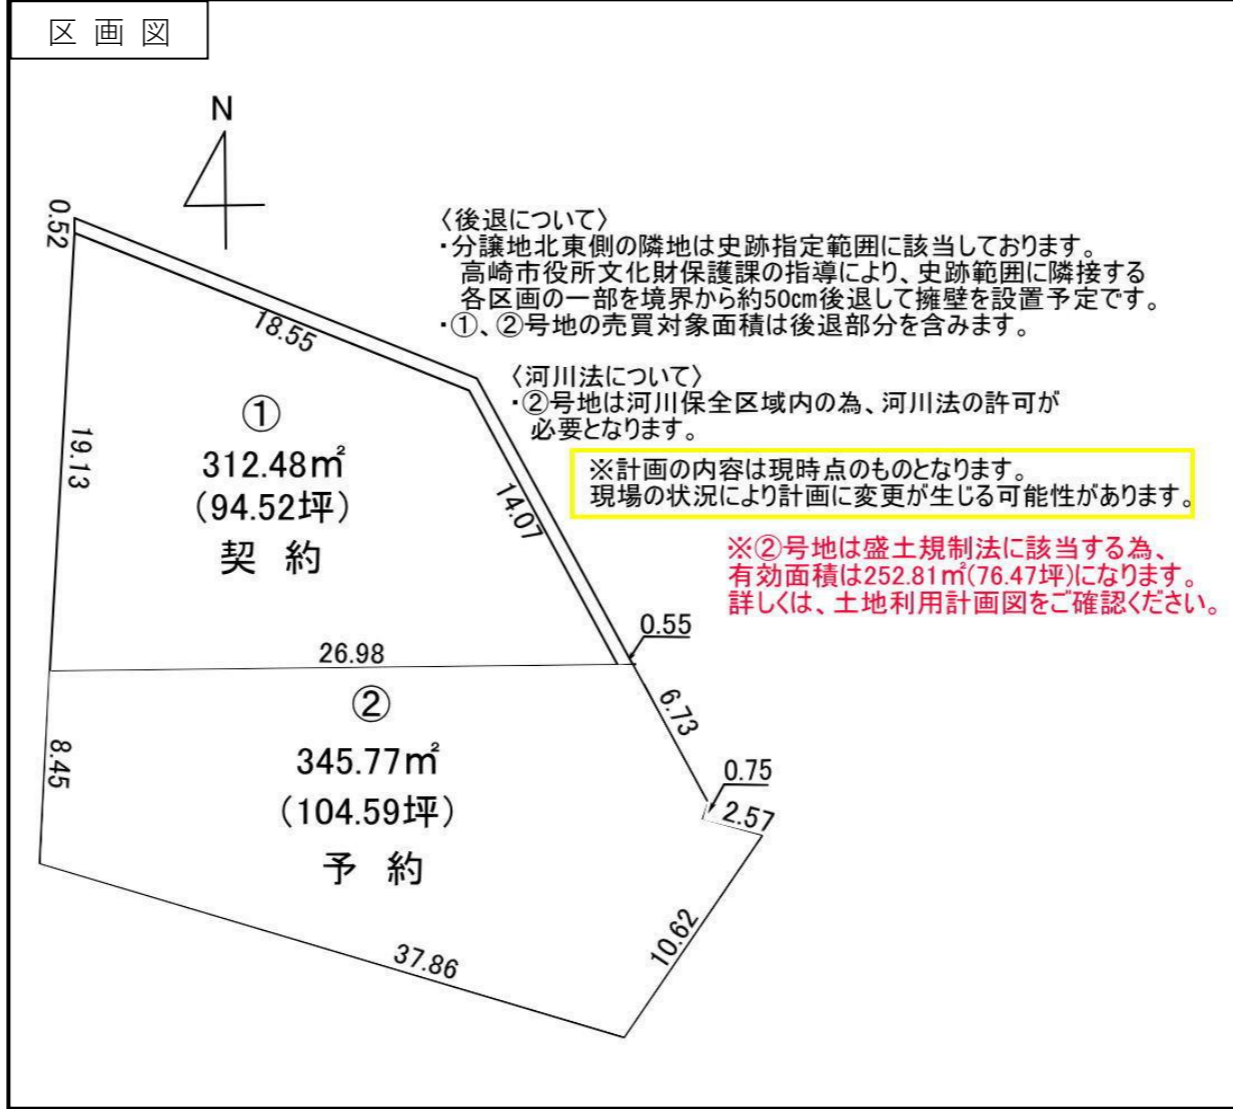 区画図
N
〈後退について〉
・分譲地北東側の隣地は史跡指定範囲に該当しております。
高崎市役所文化財保護課の指導により、史跡範囲に隣接する
各区画の一部を境界から約50cm後退して擁壁を設置予定です。
・①、②号地の売買対象面積は後退部分を含みます。
〈河川法について〉
・②号地は河川保全区域内の為、河川法の許可が
必要となります。
※計画の内容は現時点のものとなります。
現場の状況により計画に変更が生じる可能性があります。
※②号地は盛土規制法に該当する為、
有効面積は252.81㎡(76.47坪)になります。
詳しくは、土地利用計画図をご確認ください。
0.52
18.55
19.13
①
312.48㎡
(94.52坪)
契約
14.07
0.55
26.98
6.73
②
345.77㎡
(104.59坪)
予約
8.45
0.75
2.57
10.62
37.86